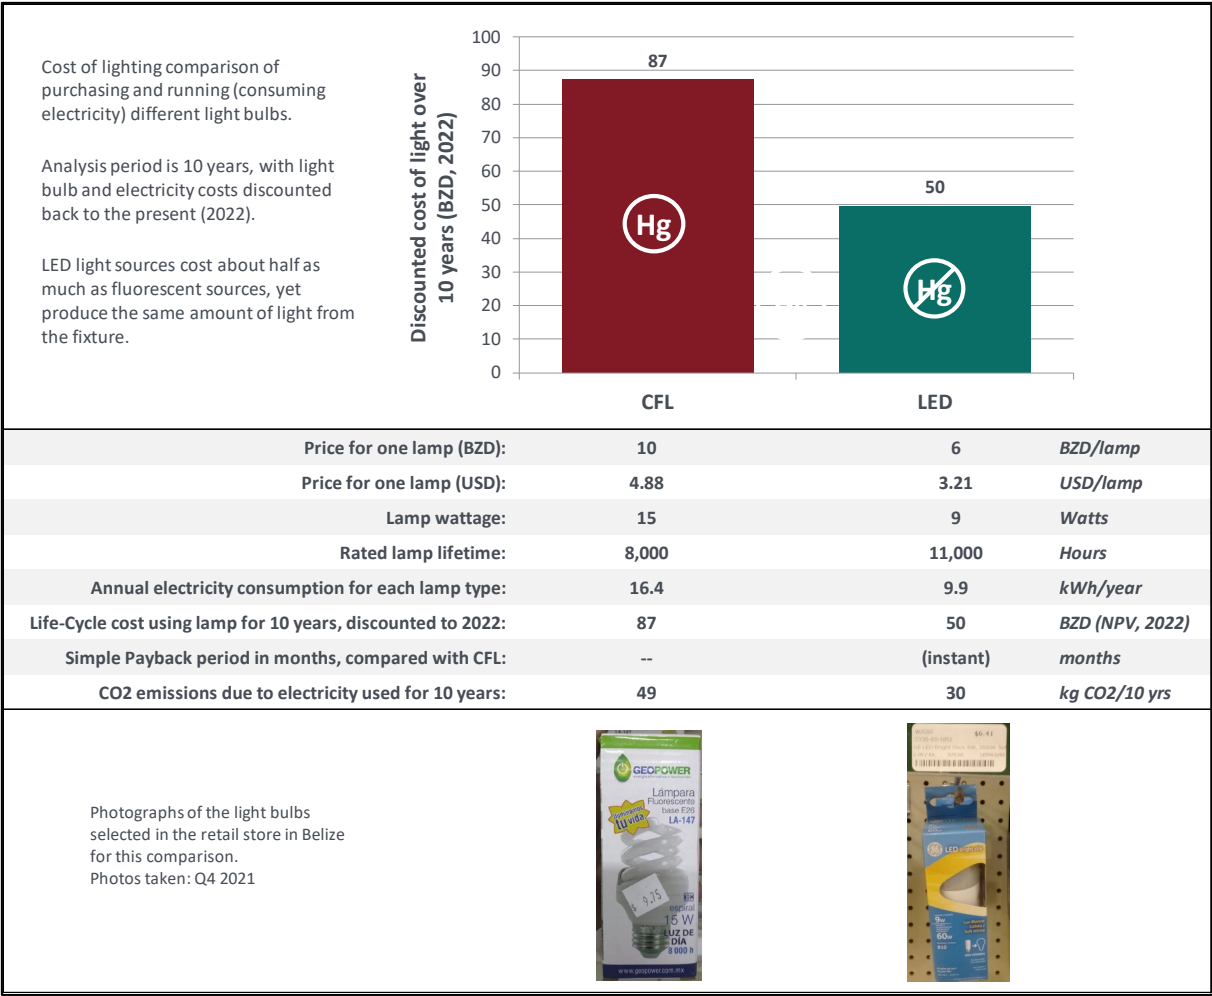 Cost of lighting comparison of
purchasing and running (consuming
electricity) different light bulbs.
Analysis period is 10 years, with light
bulb and electricity costs discounted
back to the present (2022).
LED light sources cost about half as
much as fluorescent sources, yet
produce the same amount of light from
the fixture.
Discounted cost of light over
10 years (BZD, 2022)
100
90
80
70
60
50
40
30
20
10
0
87
50
Hg
Hg
CFL
LED
Price for one lamp (BZD): 10 6 BZD/lamp
Price for one lamp (USD): 4.88 3.21 USD/lamp
Lamp wattage: 15 9 Watts
Rated lamp lifetime: 8,000 11,000 Hours
Annual electricity consumption for each lamp type: 16.4 9.9 kWh/year
Life-Cycle cost using lamp for 10 years, discounted to 2022: 87 50 BZD (NPV, 2022)
Simple Payback period in months, compared with CFL: -- (instant) months
CO2 emissions due to electricity used for 10 years: 49 30 kg CO2/10 yrs
Photographs of the light bulbs
selected in the retail store in Belize
for this comparison.
Photos taken: Q4 2021
GEOPOWER
Lámpara
Fluorescente
base E26
LA-147
tu vida
$ 9.75
espiral
15 W
LUZ DE
DÍA
8 000 h
www.geopower.com.mx
$6.41
LED
9w
60w